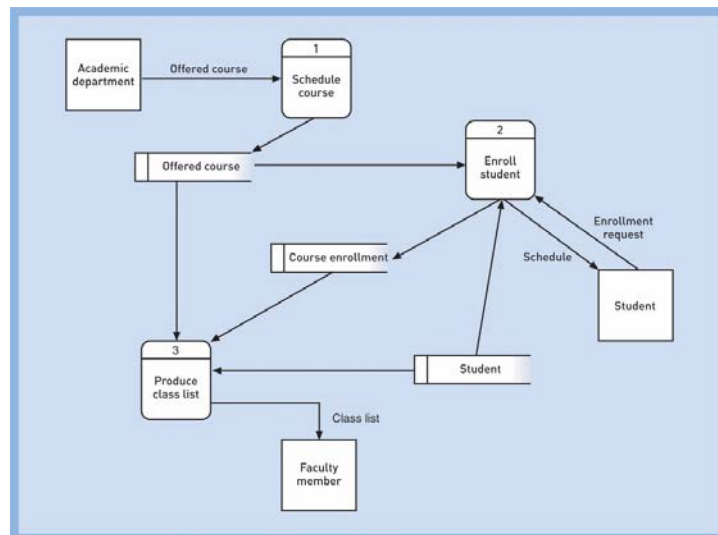 1
Academic
department
Offered course
Schedule
course
2
Offered course
Enroll
student
Enrollment
request
Course enrollment
Schedule
Student
3
Produce
class list
Student
Class list
Faculty
member